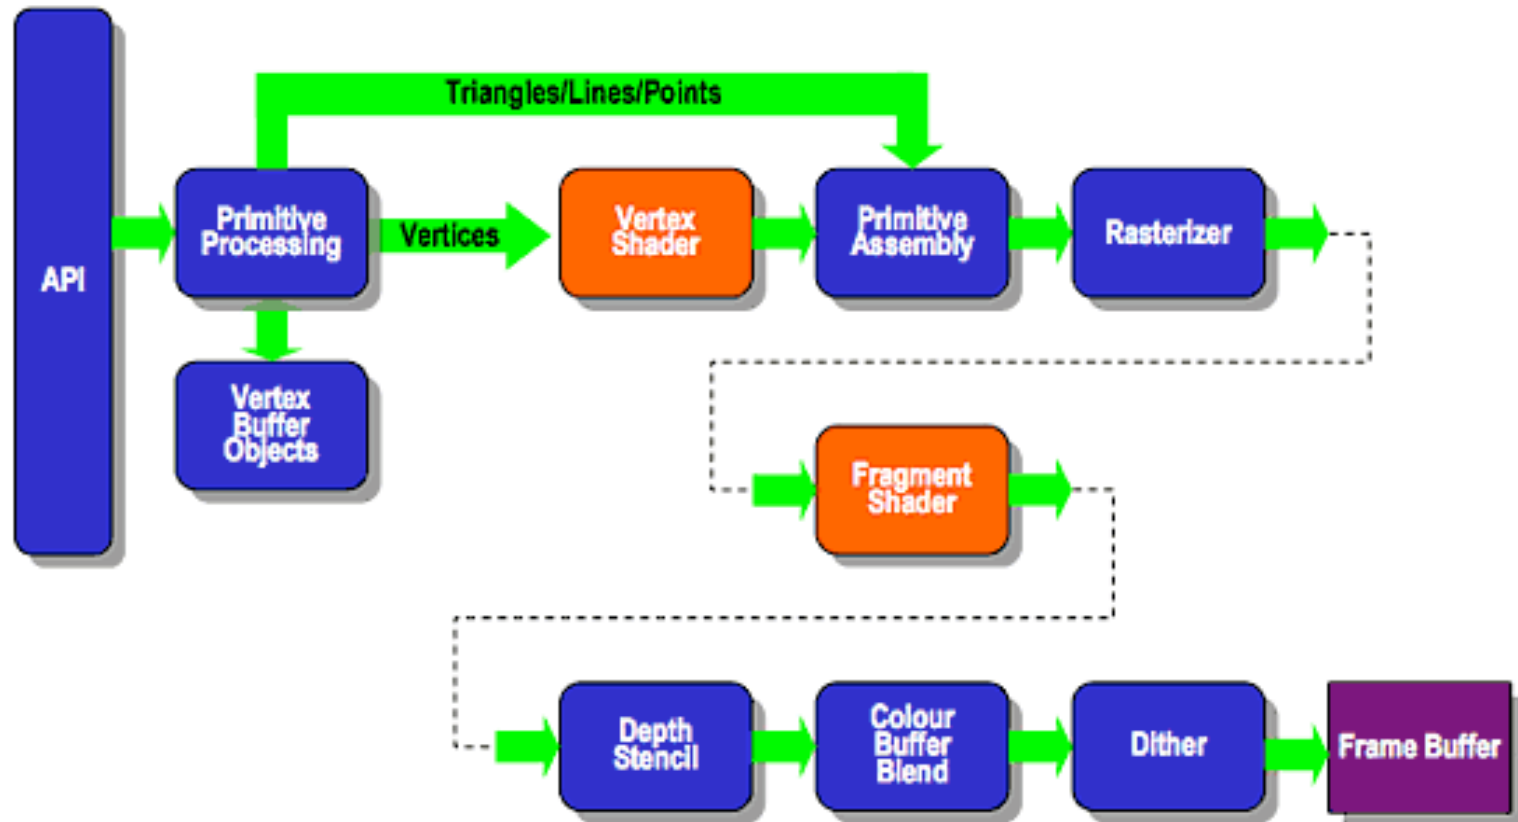 Triangles/Lines/Points
API
Primitive
Processing
Vertices
Vertex
Shader
Primitive
Assembly
Rasterizer
Vertex
Buffer
Objects
Fragment
Shader
Depth
Stencil
Colour
Buffer
Blend
Dither
Frame Buffer